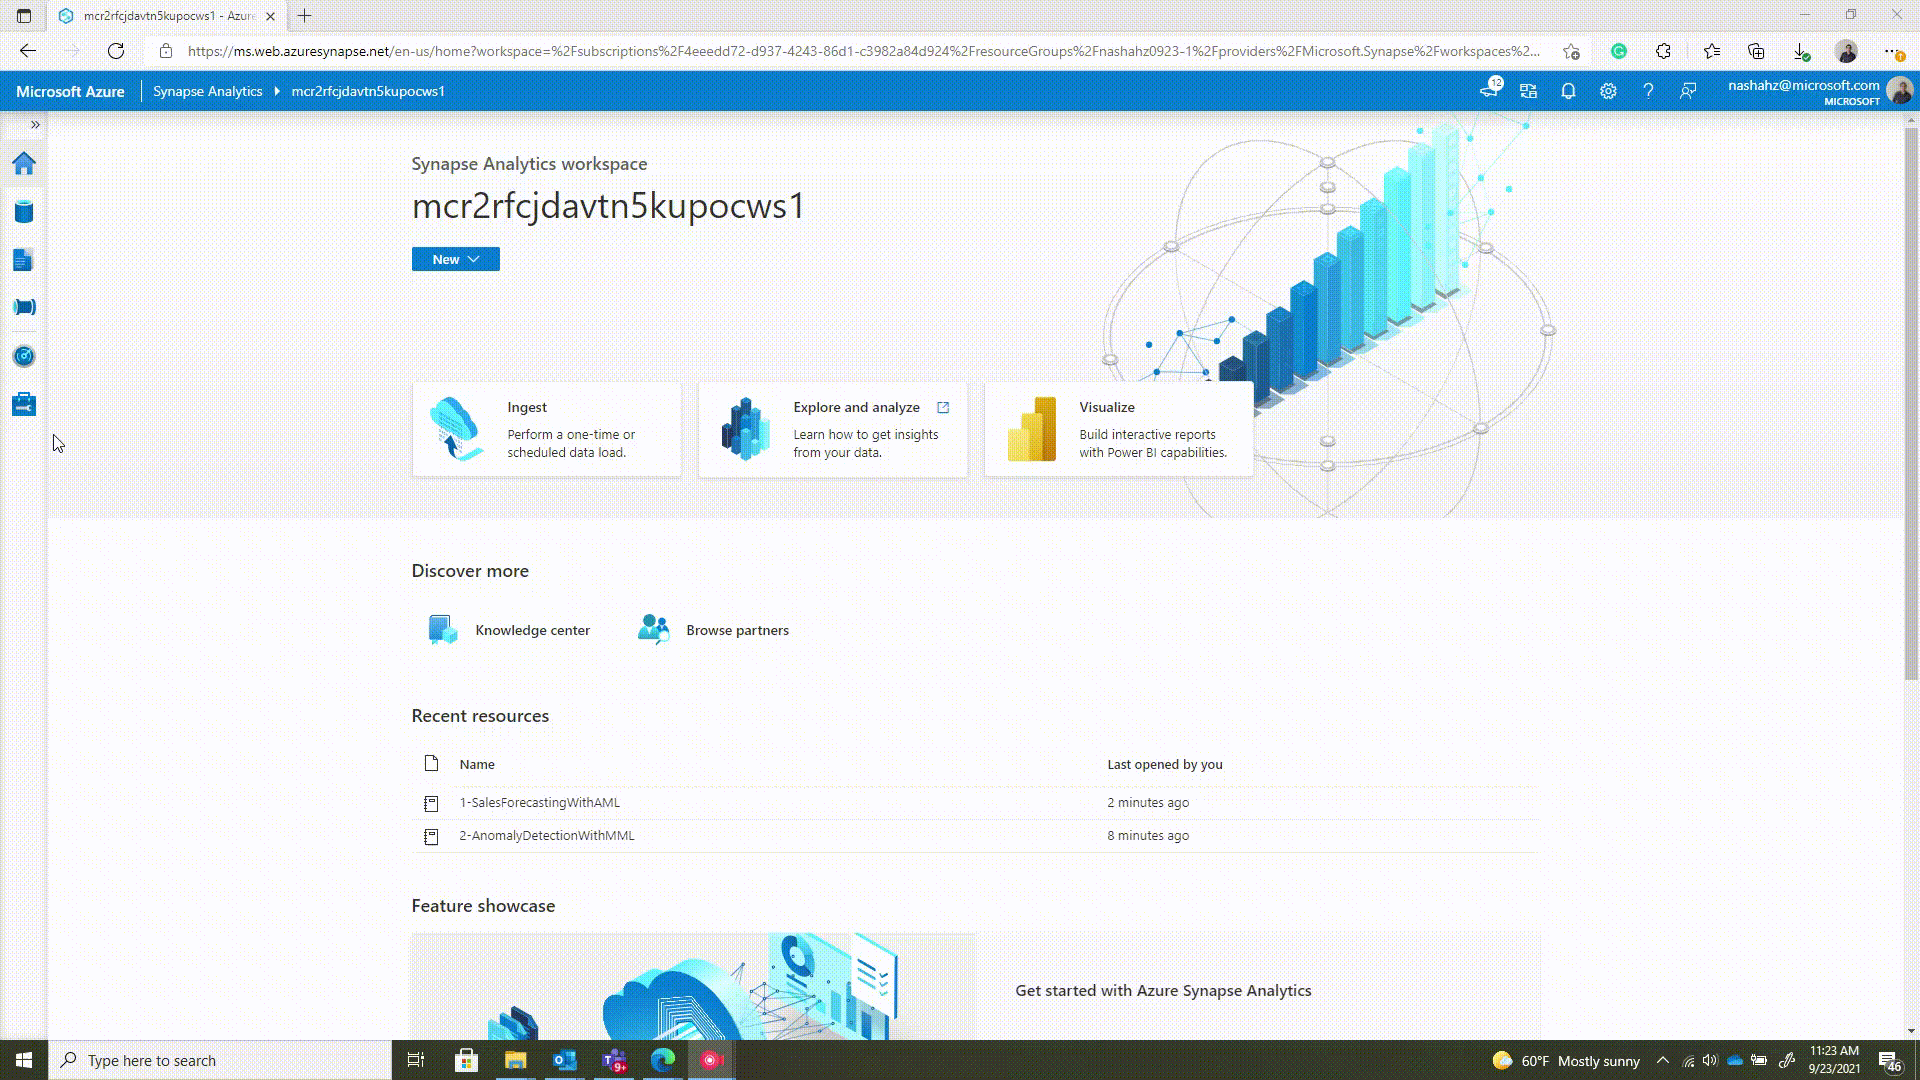 mcr2rfcjdavtn5kupocws1 - Azure
https://ms.web.azuresynapse.net/en-us/home?workspace=%2Fsubscriptions%2F4eeedd72-d937-4243-86d1-c3982a84d924%2FresourceGroups%2Fnashahz0923-1%2Fproviders%2FMicrosoft.Synapse%2Fworkspaces%2...
Microsoft Azure
Synapse Analytics
mcr2rfcjdavtn5kupocws1
12
nashahz@microsoft.com
MICROSOFT
Synapse Analytics workspace
mcr2rfcjdavtn5kupocws1
New
Ingest
Perform a one-time or
scheduled data load.
Explore and analyze
Learn how to get insights
from your data.
Visualize
Build interactive reports
with Power BI capabilities.
Discover more
Knowledge center
Browse partners
Recent resources
Name
Last opened by you
1-SalesForecastingWithAML
2 minutes ago
2-AnomalyDetectionWithMML
8 minutes ago
Feature showcase
Get started with Azure Synapse Analytics
Type here to search
9+
60°F Mostly sunny
11:23 AM
9/23/2021
46